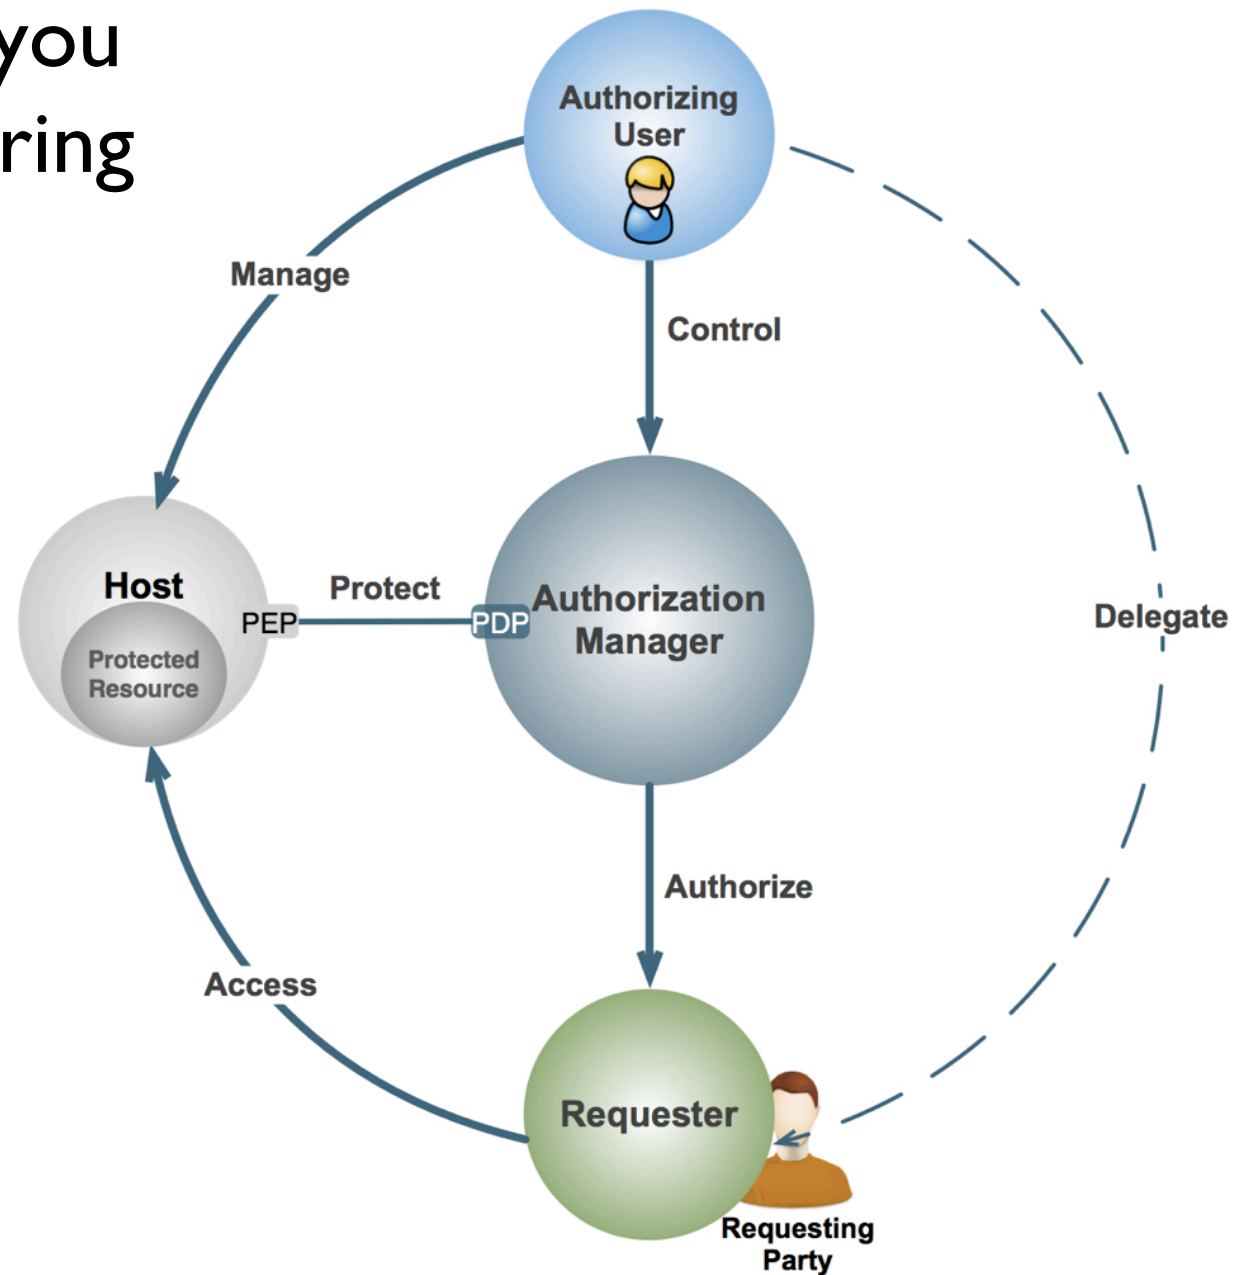 you
ring
Authorizing
User
Manage
Control
Host
Protect
PEP
PDP
Authorization
Manager
Protected
Resource
Delegate
Authorize
Access
Requester
Requesting
Party